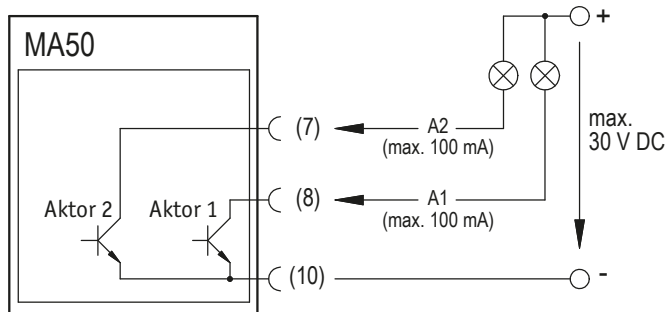 MA50
+
(7)
A2
(max. 100 mA)
max.
30 V DC
Aktor 2
Aktor 1
(8)
A1
(max. 100 mA)
(10)
-